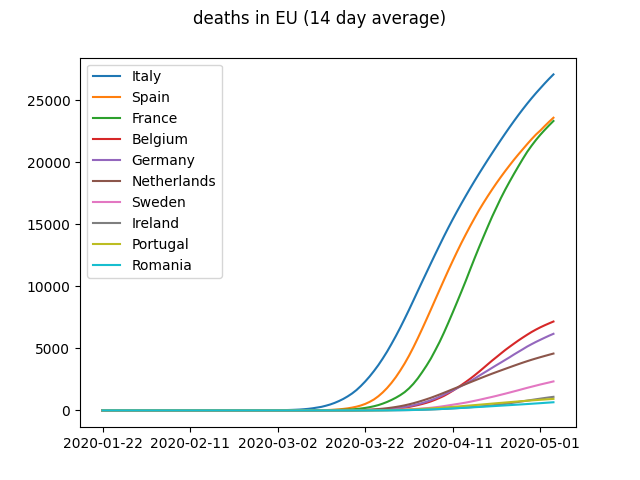 deaths in EU (14 day average)
Italy
Spain
France
Belgium
Germany
Netherlands
Sweden
Ireland
Portugal
Romania
25000
20000
15000
10000
5000
0
2020-01-22 2020-02-11 2020-03-02 2020-03-22 2020-04-11 2020-05-01